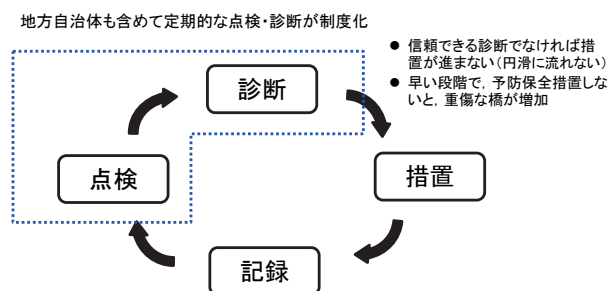 地方自治体も含めて定期的な点検・診断が制度化
● 信頼できる診断でなければ措
置が進まない（円滑に流れない）
● 早い段階で，予防保全措置しな
いと，重傷な橋が増加
診断
点検
措置
記録